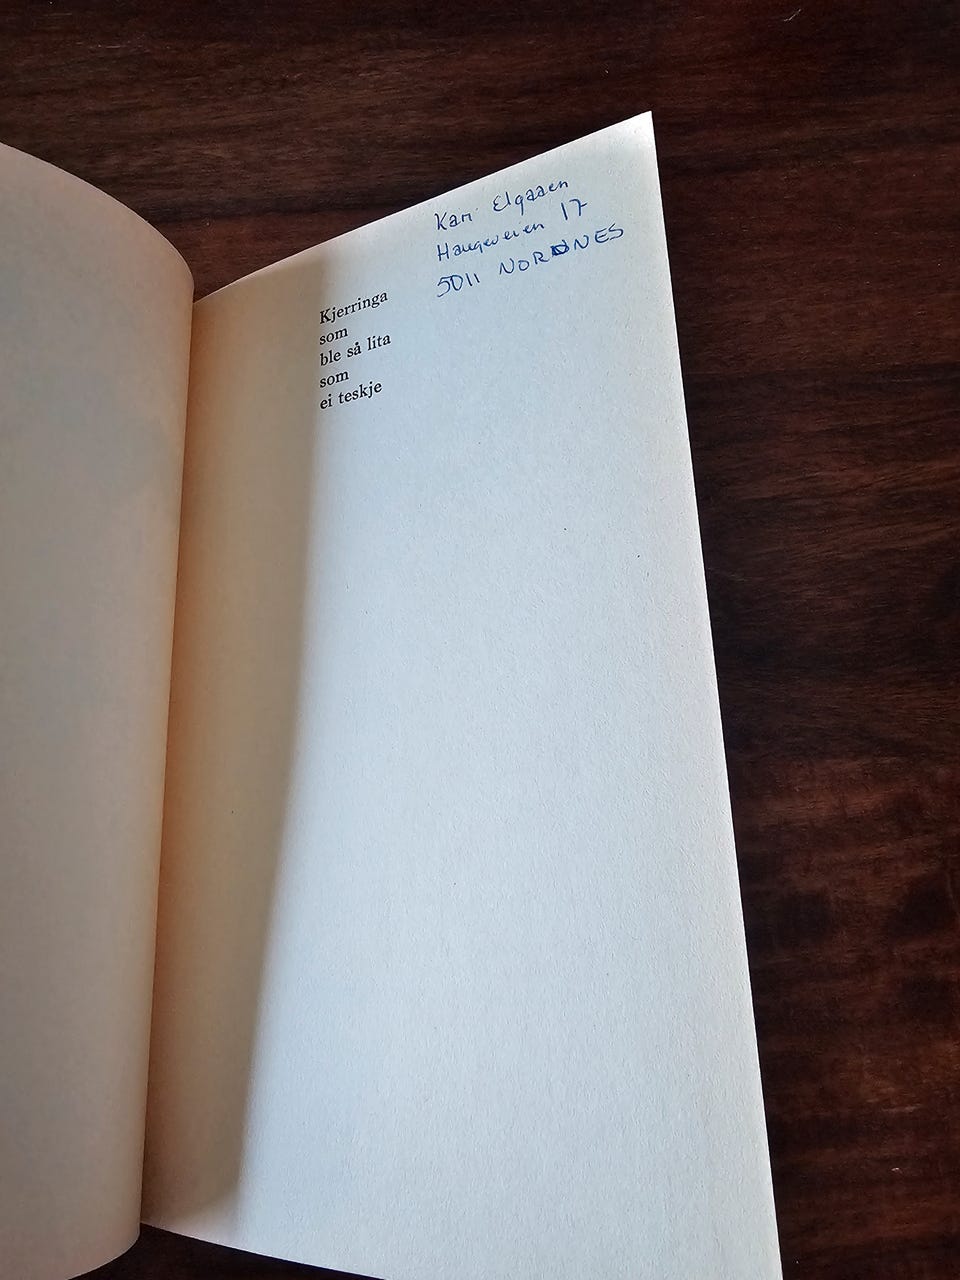 Kari Elgaaen
Haugeveien 17
5011 NORDNES
Kjerringa
som
ble så lita
som
ei teskje